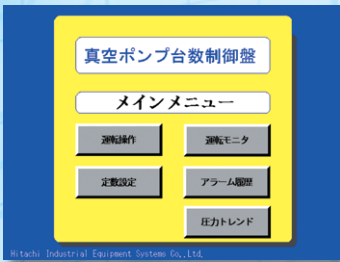 真空ポンプ台数制御盤
メインメニュー
運転操作
運転モニタ
定数設定
アラーム履歴
圧力トレンド
Hitachi Industrial Equipment Systems Co.,Ltd.